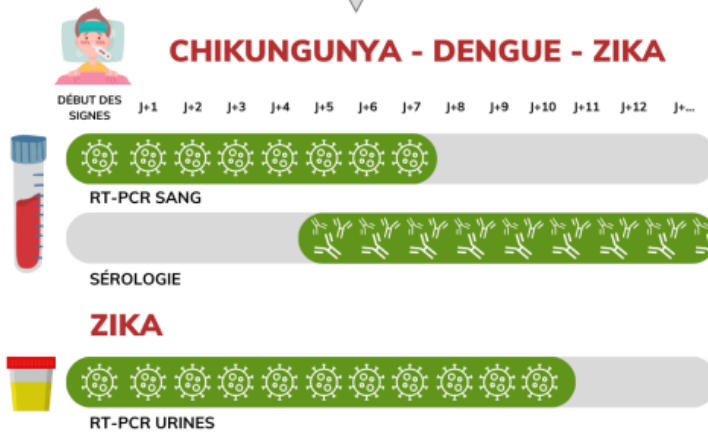 CHIKUNGUNYA - DENGUE - ZIKA
DÉBUT DES
SIGNES
J+1 J+2 J+3 J+4 J+5 J+6 J+7 J+8 J+9 J+10 J+11 J+12 J+...
RT-PCR SANG
SÉROLOGIE
ZIKA
RT-PCR URINES